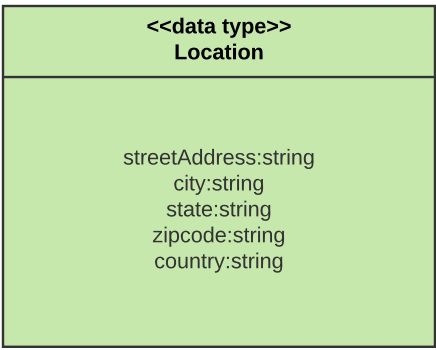 <<data type>>
Location
streetAddress:string
city:string
state:string
zipcode:string
country:string